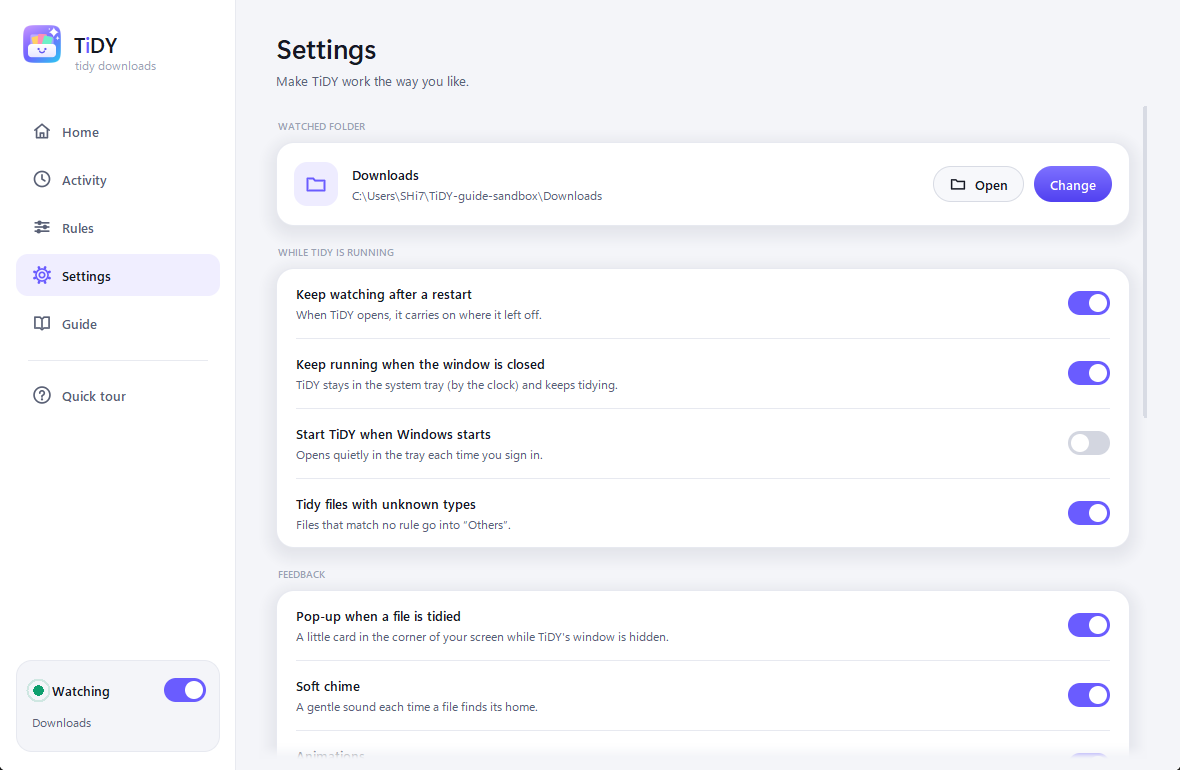 TiDY
tidy downloads
Home
Activity
Rules
Settings
Guide
Quick tour
Watching
Downloads
Settings
Make TiDY work the way you like.
WATCHED FOLDER
Downloads
C:\Users\SHi7\TiDY-guide-sandbox\Downloads
Open
Change
WHILE TIDY IS RUNNING
Keep watching after a restart
When TiDY opens, it carries on where it left off.
Keep running when the window is closed
TiDY stays in the system tray (by the clock) and keeps tidying.
Start TiDY when Windows starts
Opens quietly in the tray each time you sign in.
Tidy files with unknown types
Files that match no rule go into “Others”.
FEEDBACK
Pop-up when a file is tidied
A little card in the corner of your screen while TiDY's window is hidden.
Soft chime
A gentle sound each time a file finds its home.
Animations